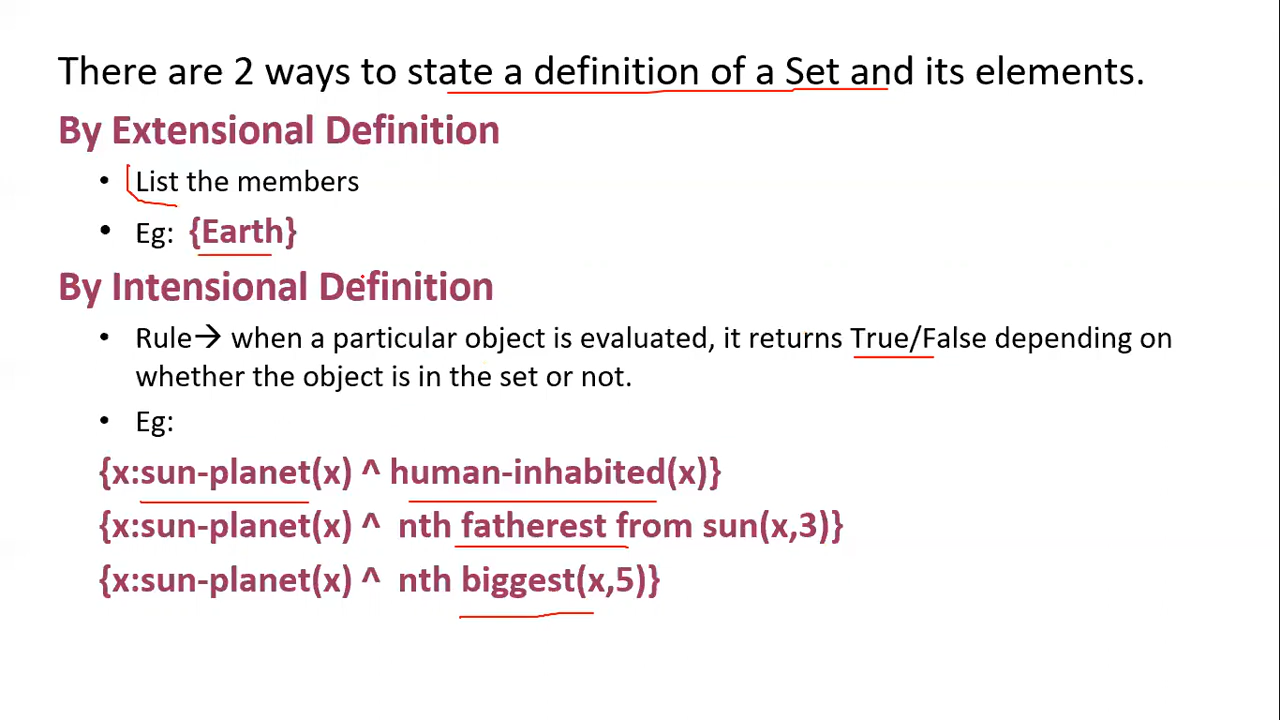 There are 2 ways to state a definition of a Set and its elements.
By Extensional Definition
• List the members
• Eg: {Earth}
By Intensional Definition
• Rule→ when a particular object is evaluated, it returns True/False depending on
whether the object is in the set or not.
• Eg:
{x:sun-planet(x) ^ human-inhabited(x)}
{x:sun-planet(x) ^ nth fatherest from sun(x,3)}
{x:sun-planet(x) ^ nth biggest(x,5)}